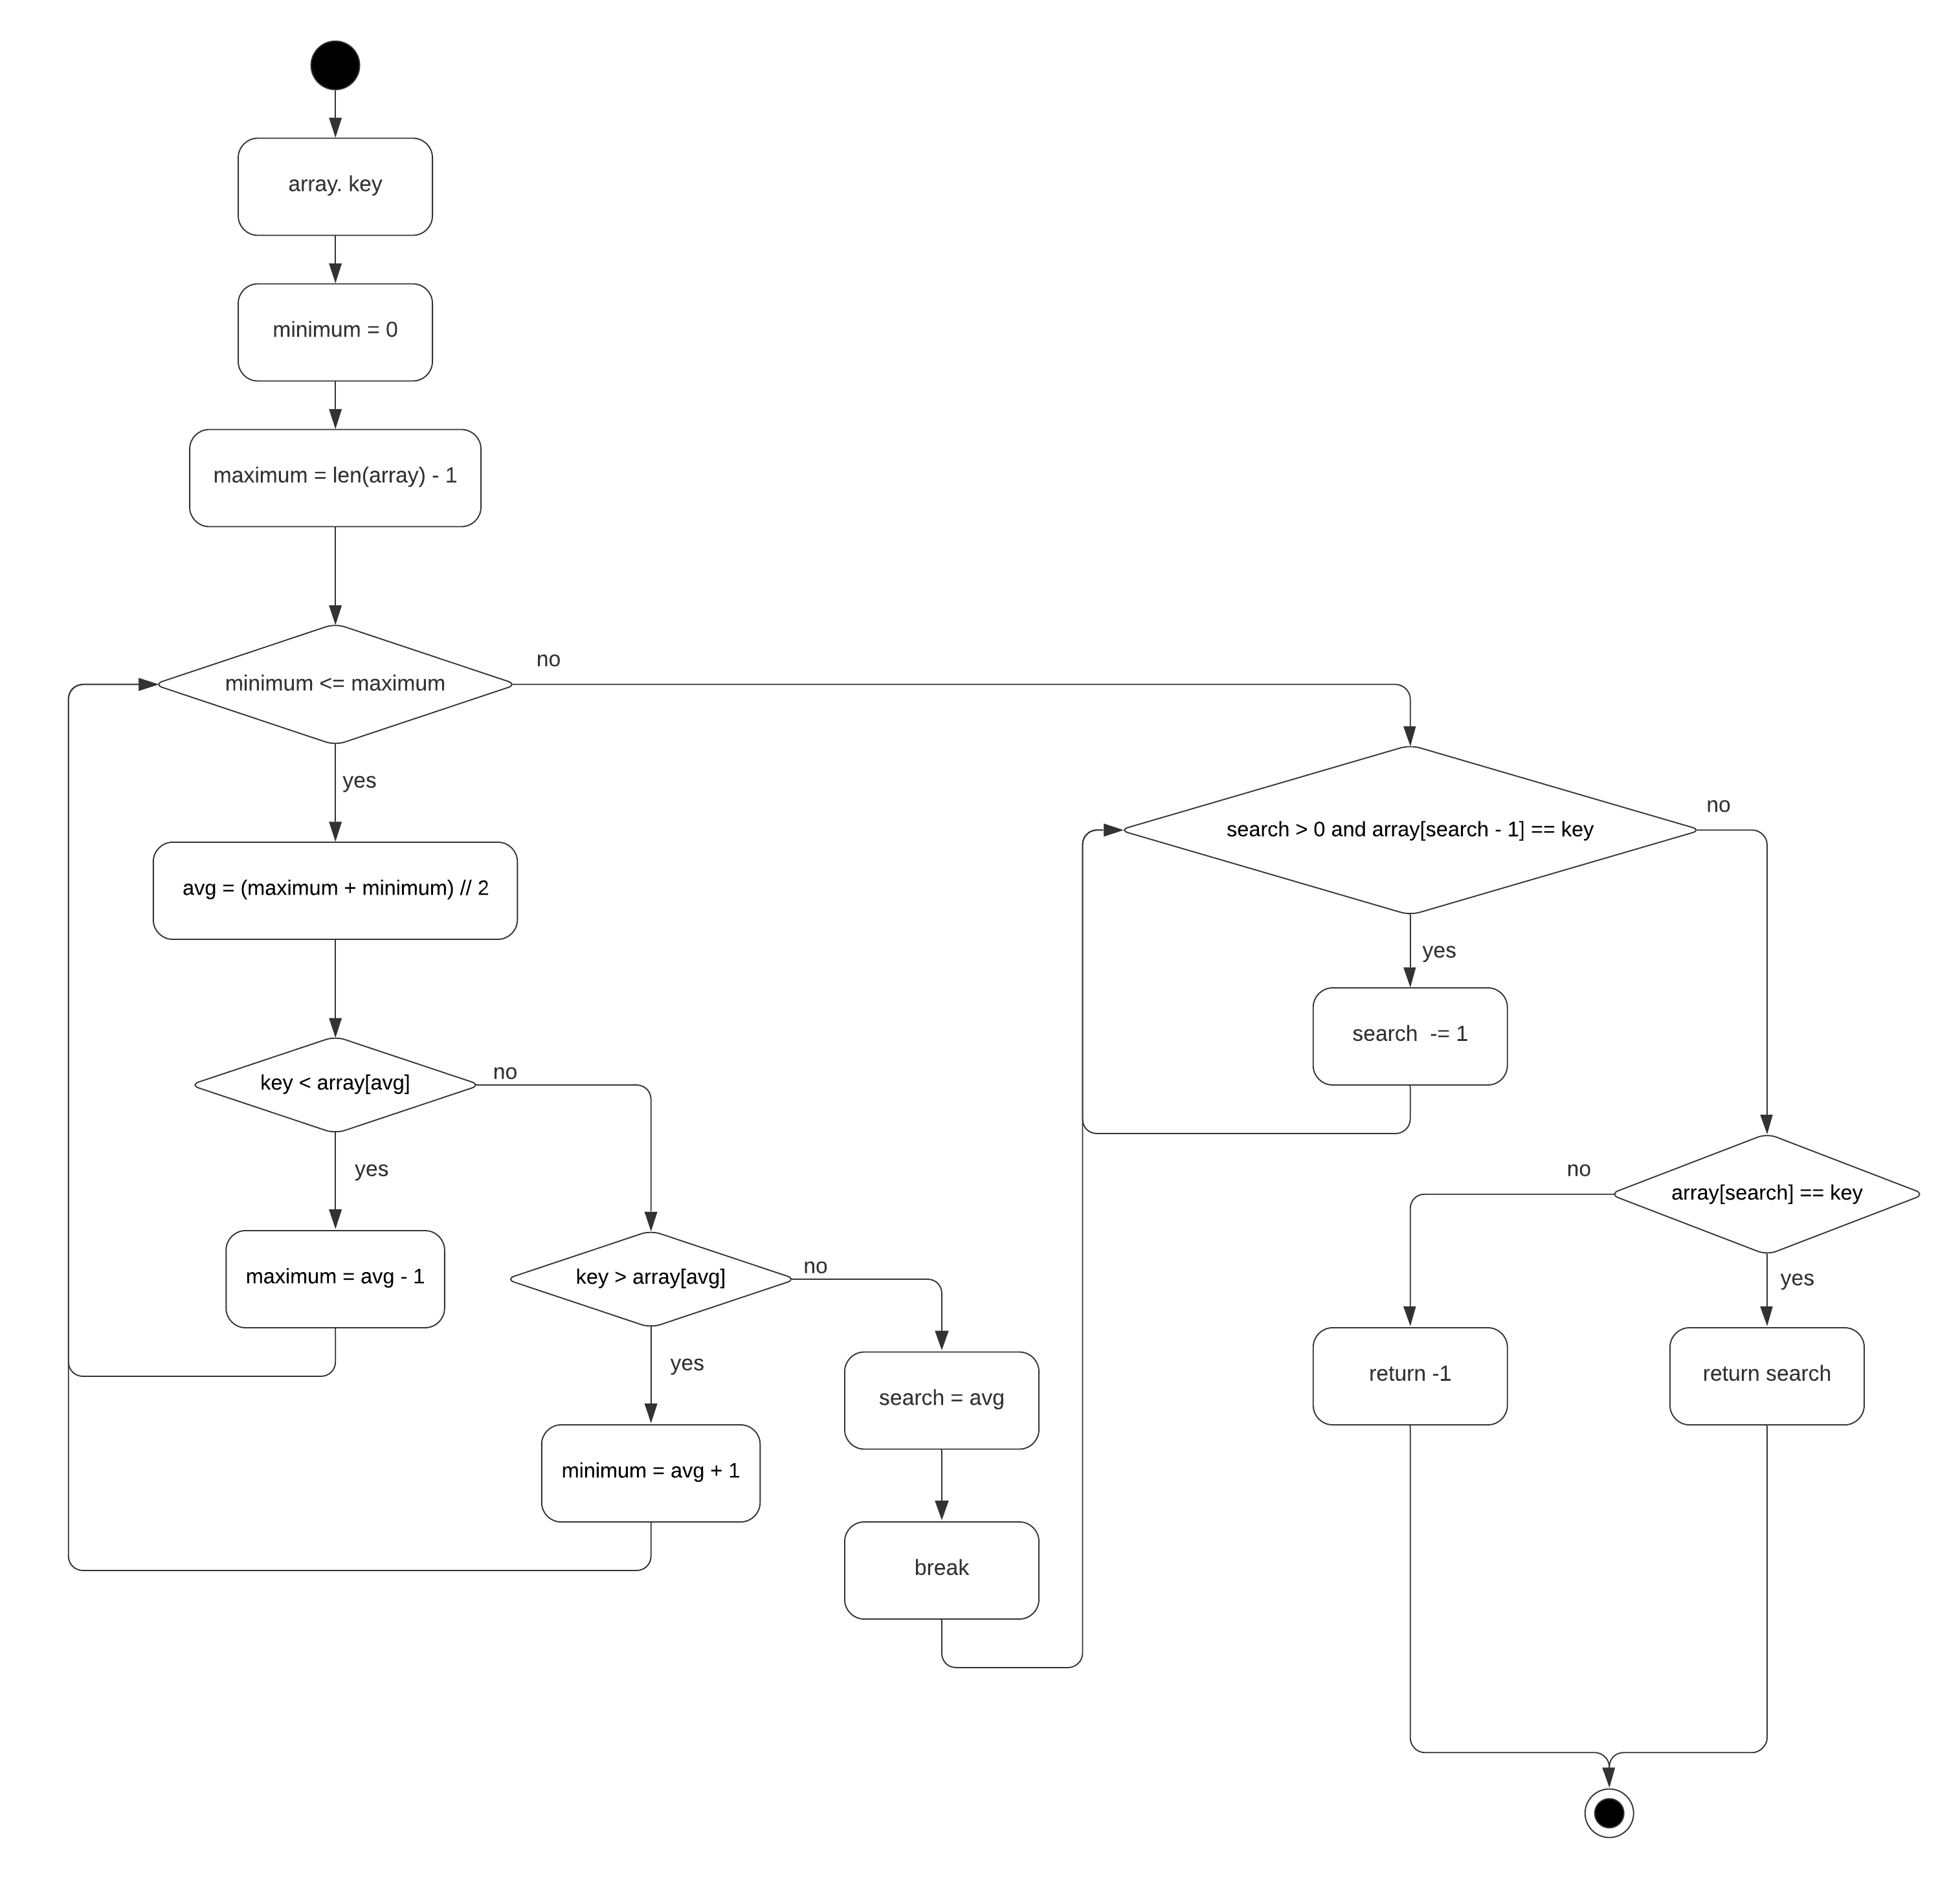 array. key
minimum = 0
maximum = len(array) - 1
minimum <= maximum
no
yes
avg = (maximum + minimum) // 2
key < array[avg]
no
yes
maximum = avg - 1
key > array[avg]
no
yes
minimum = avg + 1
search = avg
break
search > 0 and array[search - 1] == key
no
yes
search -= 1
array[search] == key
no
yes
return -1
return search